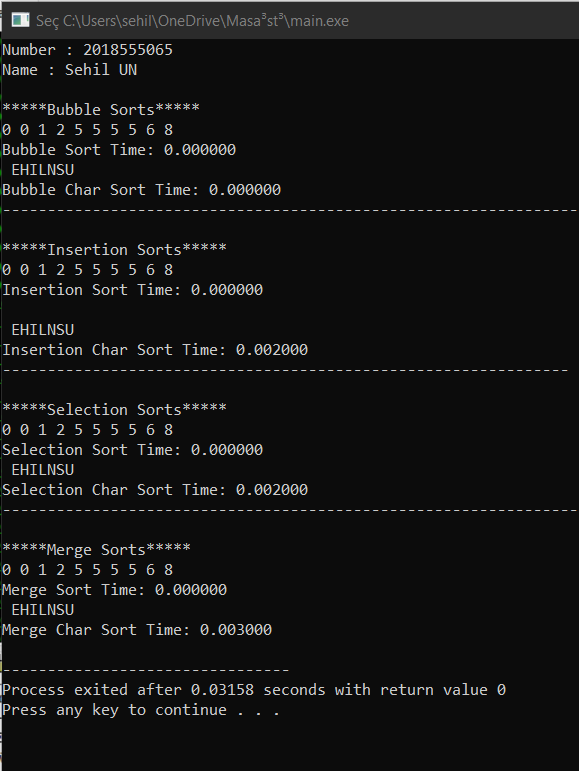 Seç C:\Users\sehil\OneDrive\Masa³st³\main.exe
Number : 2018555065
Name : Sehil UN
*****Bubble Sorts*****
0 0 1 2 5 5 5 5 6 8
Bubble Sort Time: 0.000000
 EHILNSU
Bubble Char Sort Time: 0.000000
----------------------------------------------------------------
*****Insertion Sorts*****
0 0 1 2 5 5 5 5 6 8
Insertion Sort Time: 0.000000
 EHILNSU
Insertion Char Sort Time: 0.002000
---------------------------------------------------------------
*****Selection Sorts*****
0 0 1 2 5 5 5 5 6 8
Selection Sort Time: 0.000000
 EHILNSU
Selection Char Sort Time: 0.002000
----------------------------------------------------------------
*****Merge Sorts*****
0 0 1 2 5 5 5 5 6 8
Merge Sort Time: 0.000000
 EHILNSU
Merge Char Sort Time: 0.003000
--------------------------------
Process exited after 0.03158 seconds with return value 0
Press any key to continue . . .